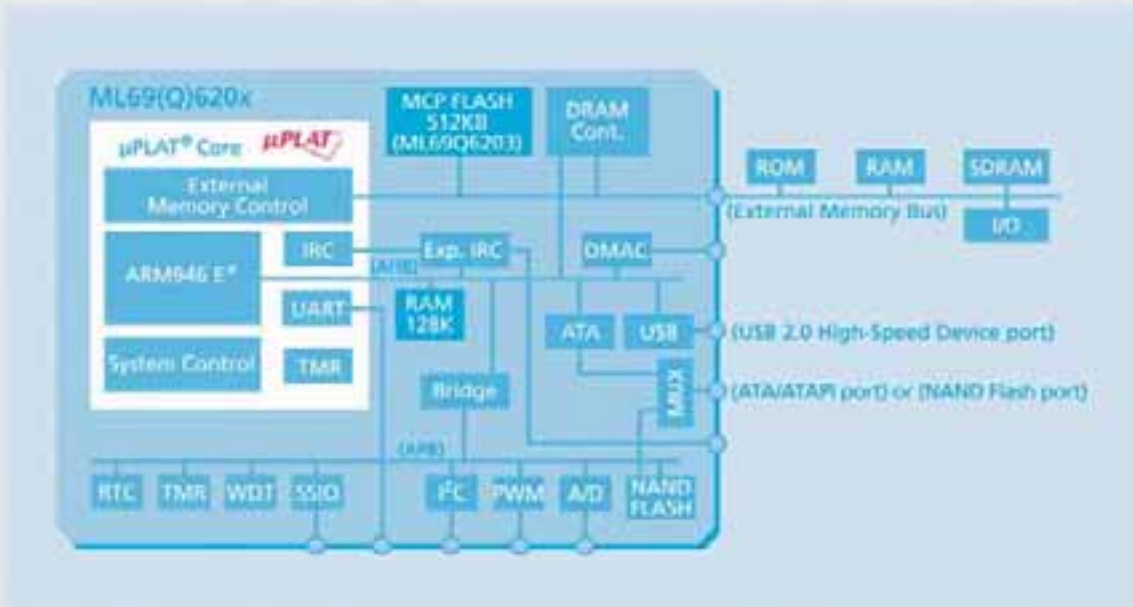 ML69(Q)620x
µPLAT® Core
µPLAT
External
Memory Control
ARM946 E®
System Control
IRC
UART
TMR
MCP FLASH
512KB
(ML69Q6203)
DRAM
Cont.
Exp. IRC
(AHB)
RAM
128K
DMAC
ATA
USB
Bridge
MUX
(APB)
RTC
TMR
WDT
SSIO
I²C
PWM
A/D
NAND
FLASH
ROM
RAM
SDRAM
(External Memory Bus)
I/O
(USB 2.0 High-Speed Device port)
(ATA/ATAPI port) or (NAND Flash port)